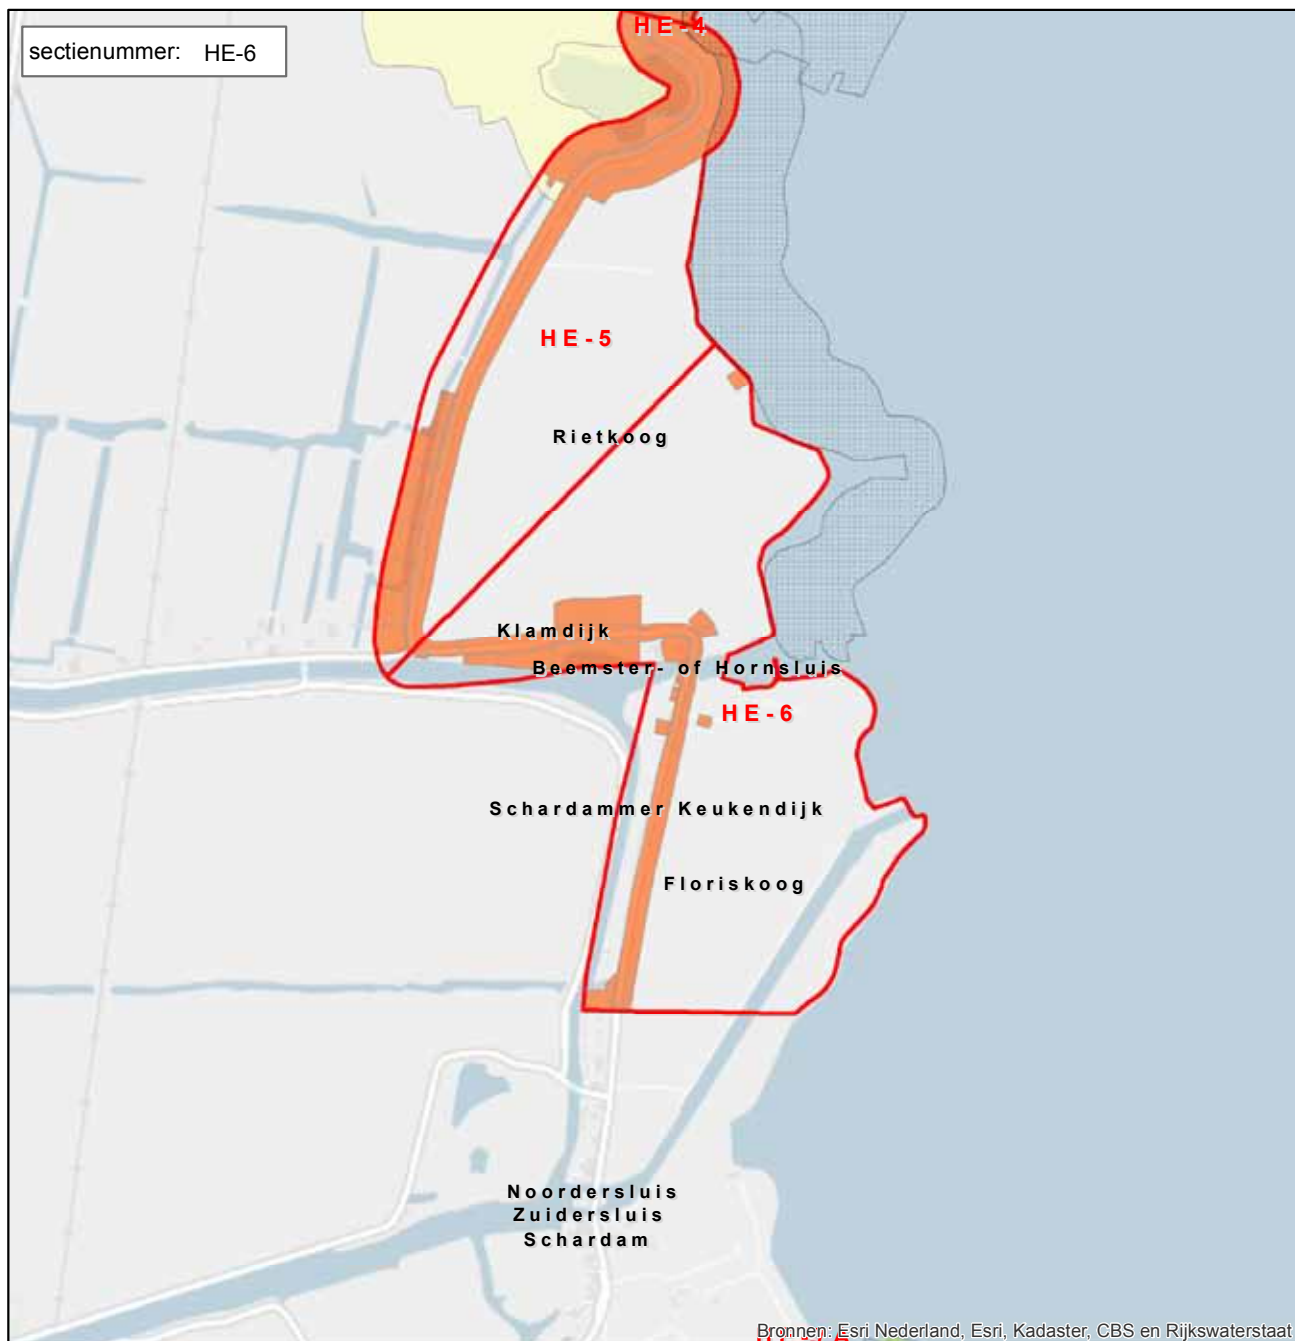 HE-4
sectienummer: HE-6
HE-5
Rietkoog
Klamdijk
Beemster- of Hornsluis
HE-6
Schardammer Keukendijk
Floriskoog
Noordersluis
Zuidersluis
Schardam
Bronnen: Esri Nederland, Esri, Kadaster, CBS en Rijkswaterstaat